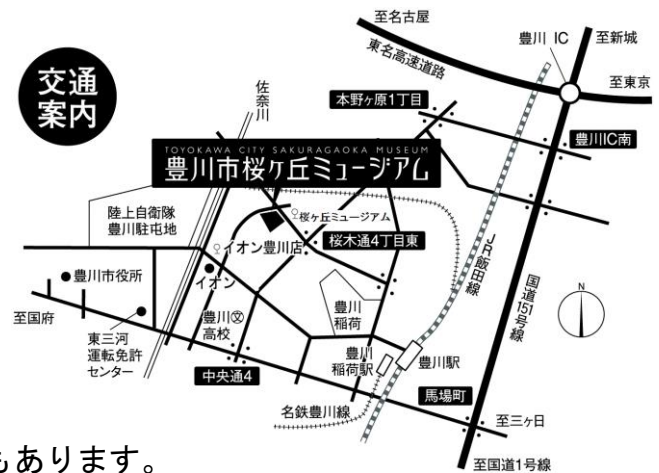 交通
案内
至名古屋
東名高速道路
豊川 IC
至新城
至東京
佐奈川
本野ヶ原1丁目
豊川IC南
TOYOKAWA CITY SAKURAGAOKA MUSEUM
豊川市桜ヶ丘ミュージアム
陸上自衛隊
豊川駐屯地
桜ヶ丘ミュージアム
イオン豊川店
桜木通4丁目東
JR飯田線
国道151号線
N
豊川市役所
イオン
至国府
東三河
運転免許
センター
豊川文
高校
豊川
稲荷
豊川
稲荷駅
豊川駅
中央通4
馬場町
名鉄豊川線
至三ヶ日
至国道1号線
もあります。